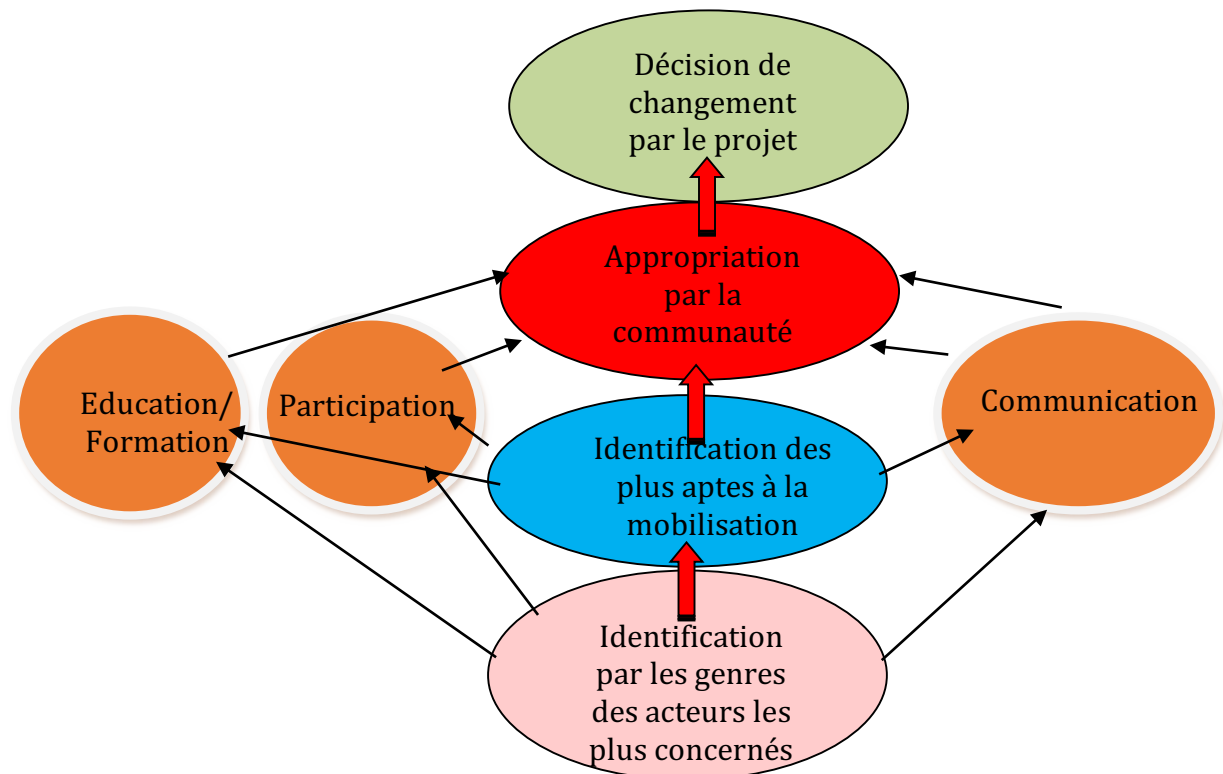 Décision de
changement
par le projet
Appropriation
par la
communauté
Education/
Formation
Participation
Communication
Identification des
plus aptes à la
mobilisation
Identification
par les genres
des acteurs les
plus concernés